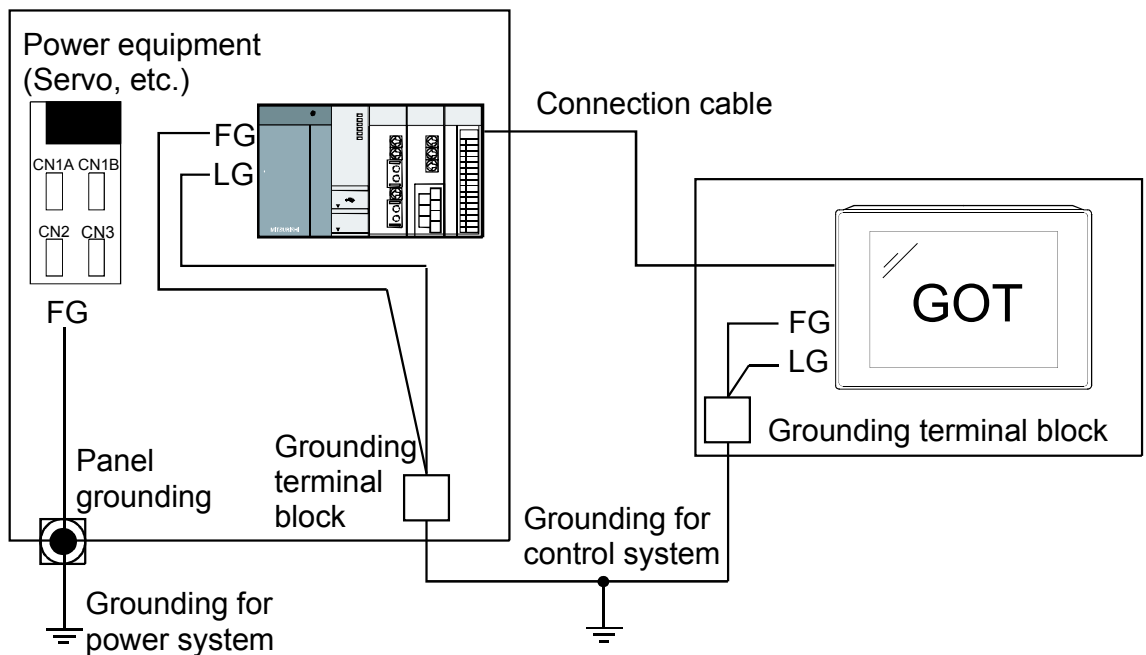 Power equipment
(Servo, etc.)
CN1A CN1B
CN2 CN3
FG
FG
LG
MITSUBISHI
Connection cable
GOT
FG
LG
Grounding terminal block
Panel
grounding
Grounding
terminal
block
Grounding for
control system
Grounding for
power system